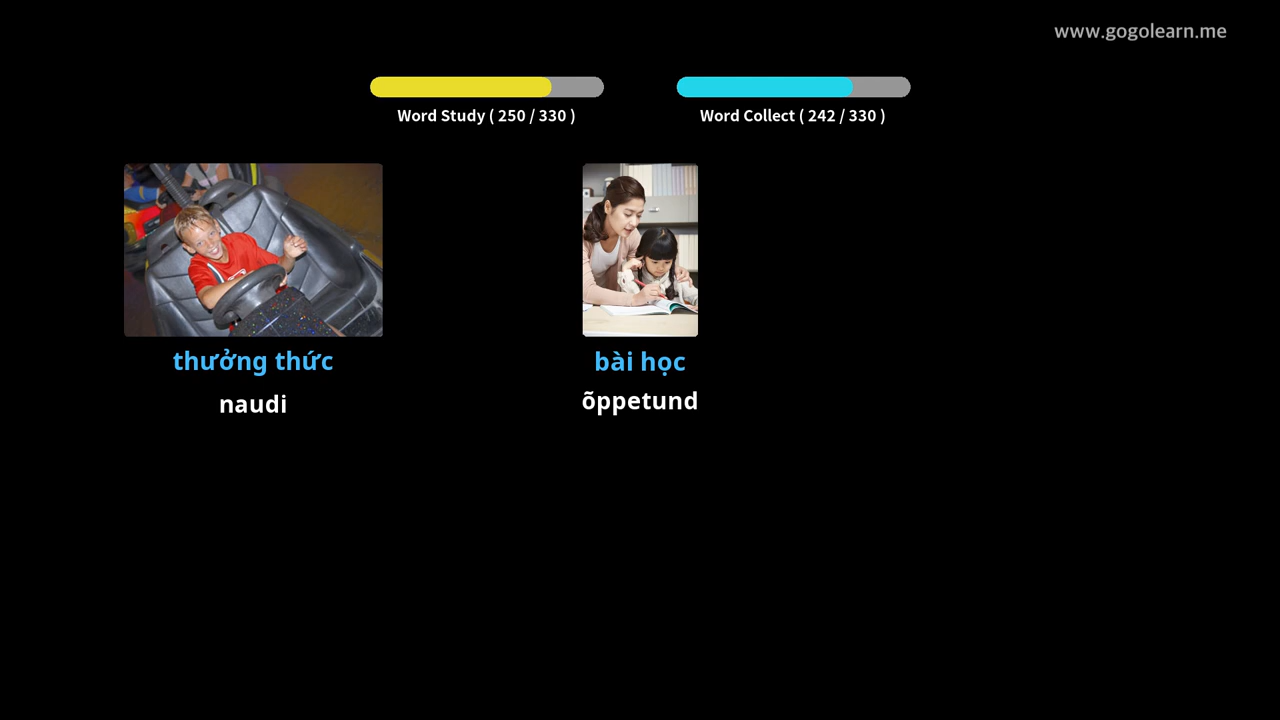 www.gogolearn.me
Word Study ( 250 / 330 )
Word Collect ( 242 / 330 )
thưởng thức
naudi
bài học
õppetund